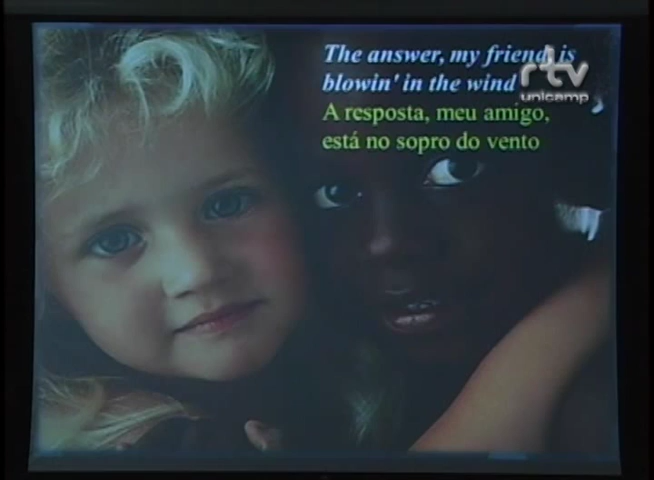 The answer, my friend, is
blowin' in the wind
A resposta, meu amigo,
está no sopro do vento
rtv
unicamp